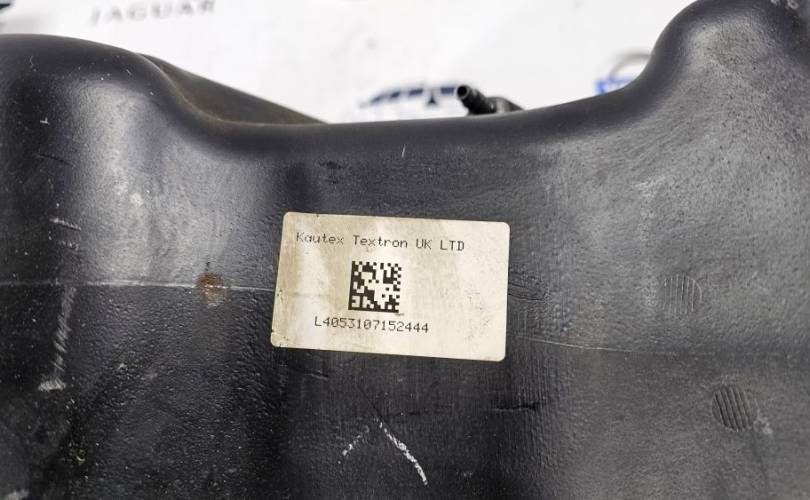 JAGUAR
Kautex Textron UK LTD
L4053107152444